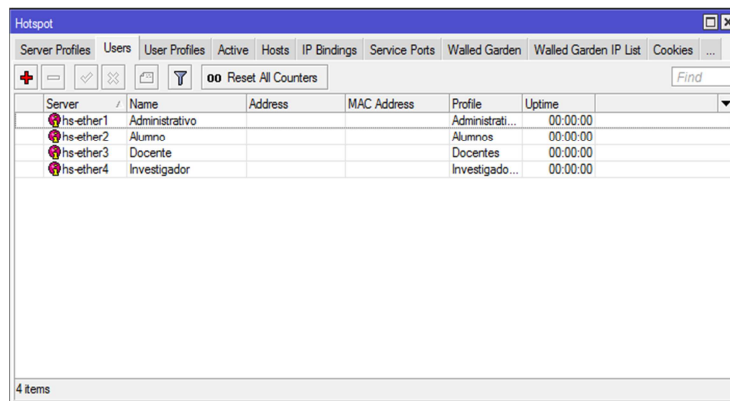 Hotspot
Server Profiles Users User Profiles Active Hosts IP Bindings Service Ports Walled Garden Walled Garden IP List Cookies ...
00 Reset All Counters Find
Server / Name Address MAC Address Profile Uptime
hs-ether1 Administrativo Administrati... 00:00:00
hs-ether2 Alumno Alumnos 00:00:00
hs-ether3 Docente Docentes 00:00:00
hs-ether4 Investigador Investigado... 00:00:00
4 items